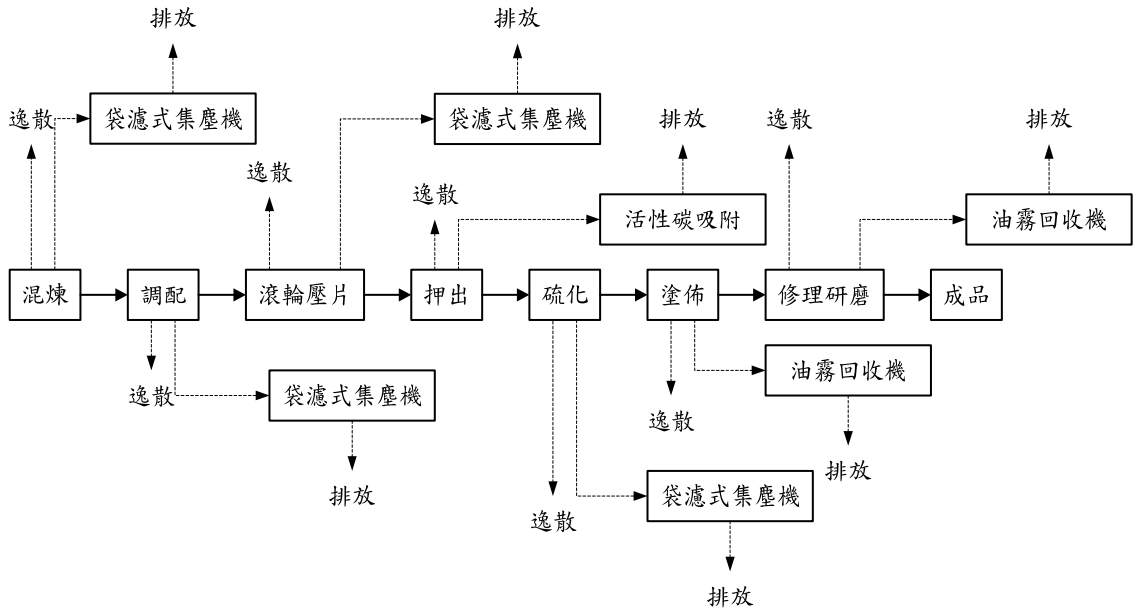 排放
排放
逸散
袋濾式集塵機
袋濾式集塵機
排放
逸散
排放
逸散
逸散
活性碳吸附
油霧回收機
混煉
調配
滾輪壓片
押出
硫化
塗佈
修理研磨
成品
逸散
袋濾式集塵機
油霧回收機
逸散
排放
排放
逸散
袋濾式集塵機
排放